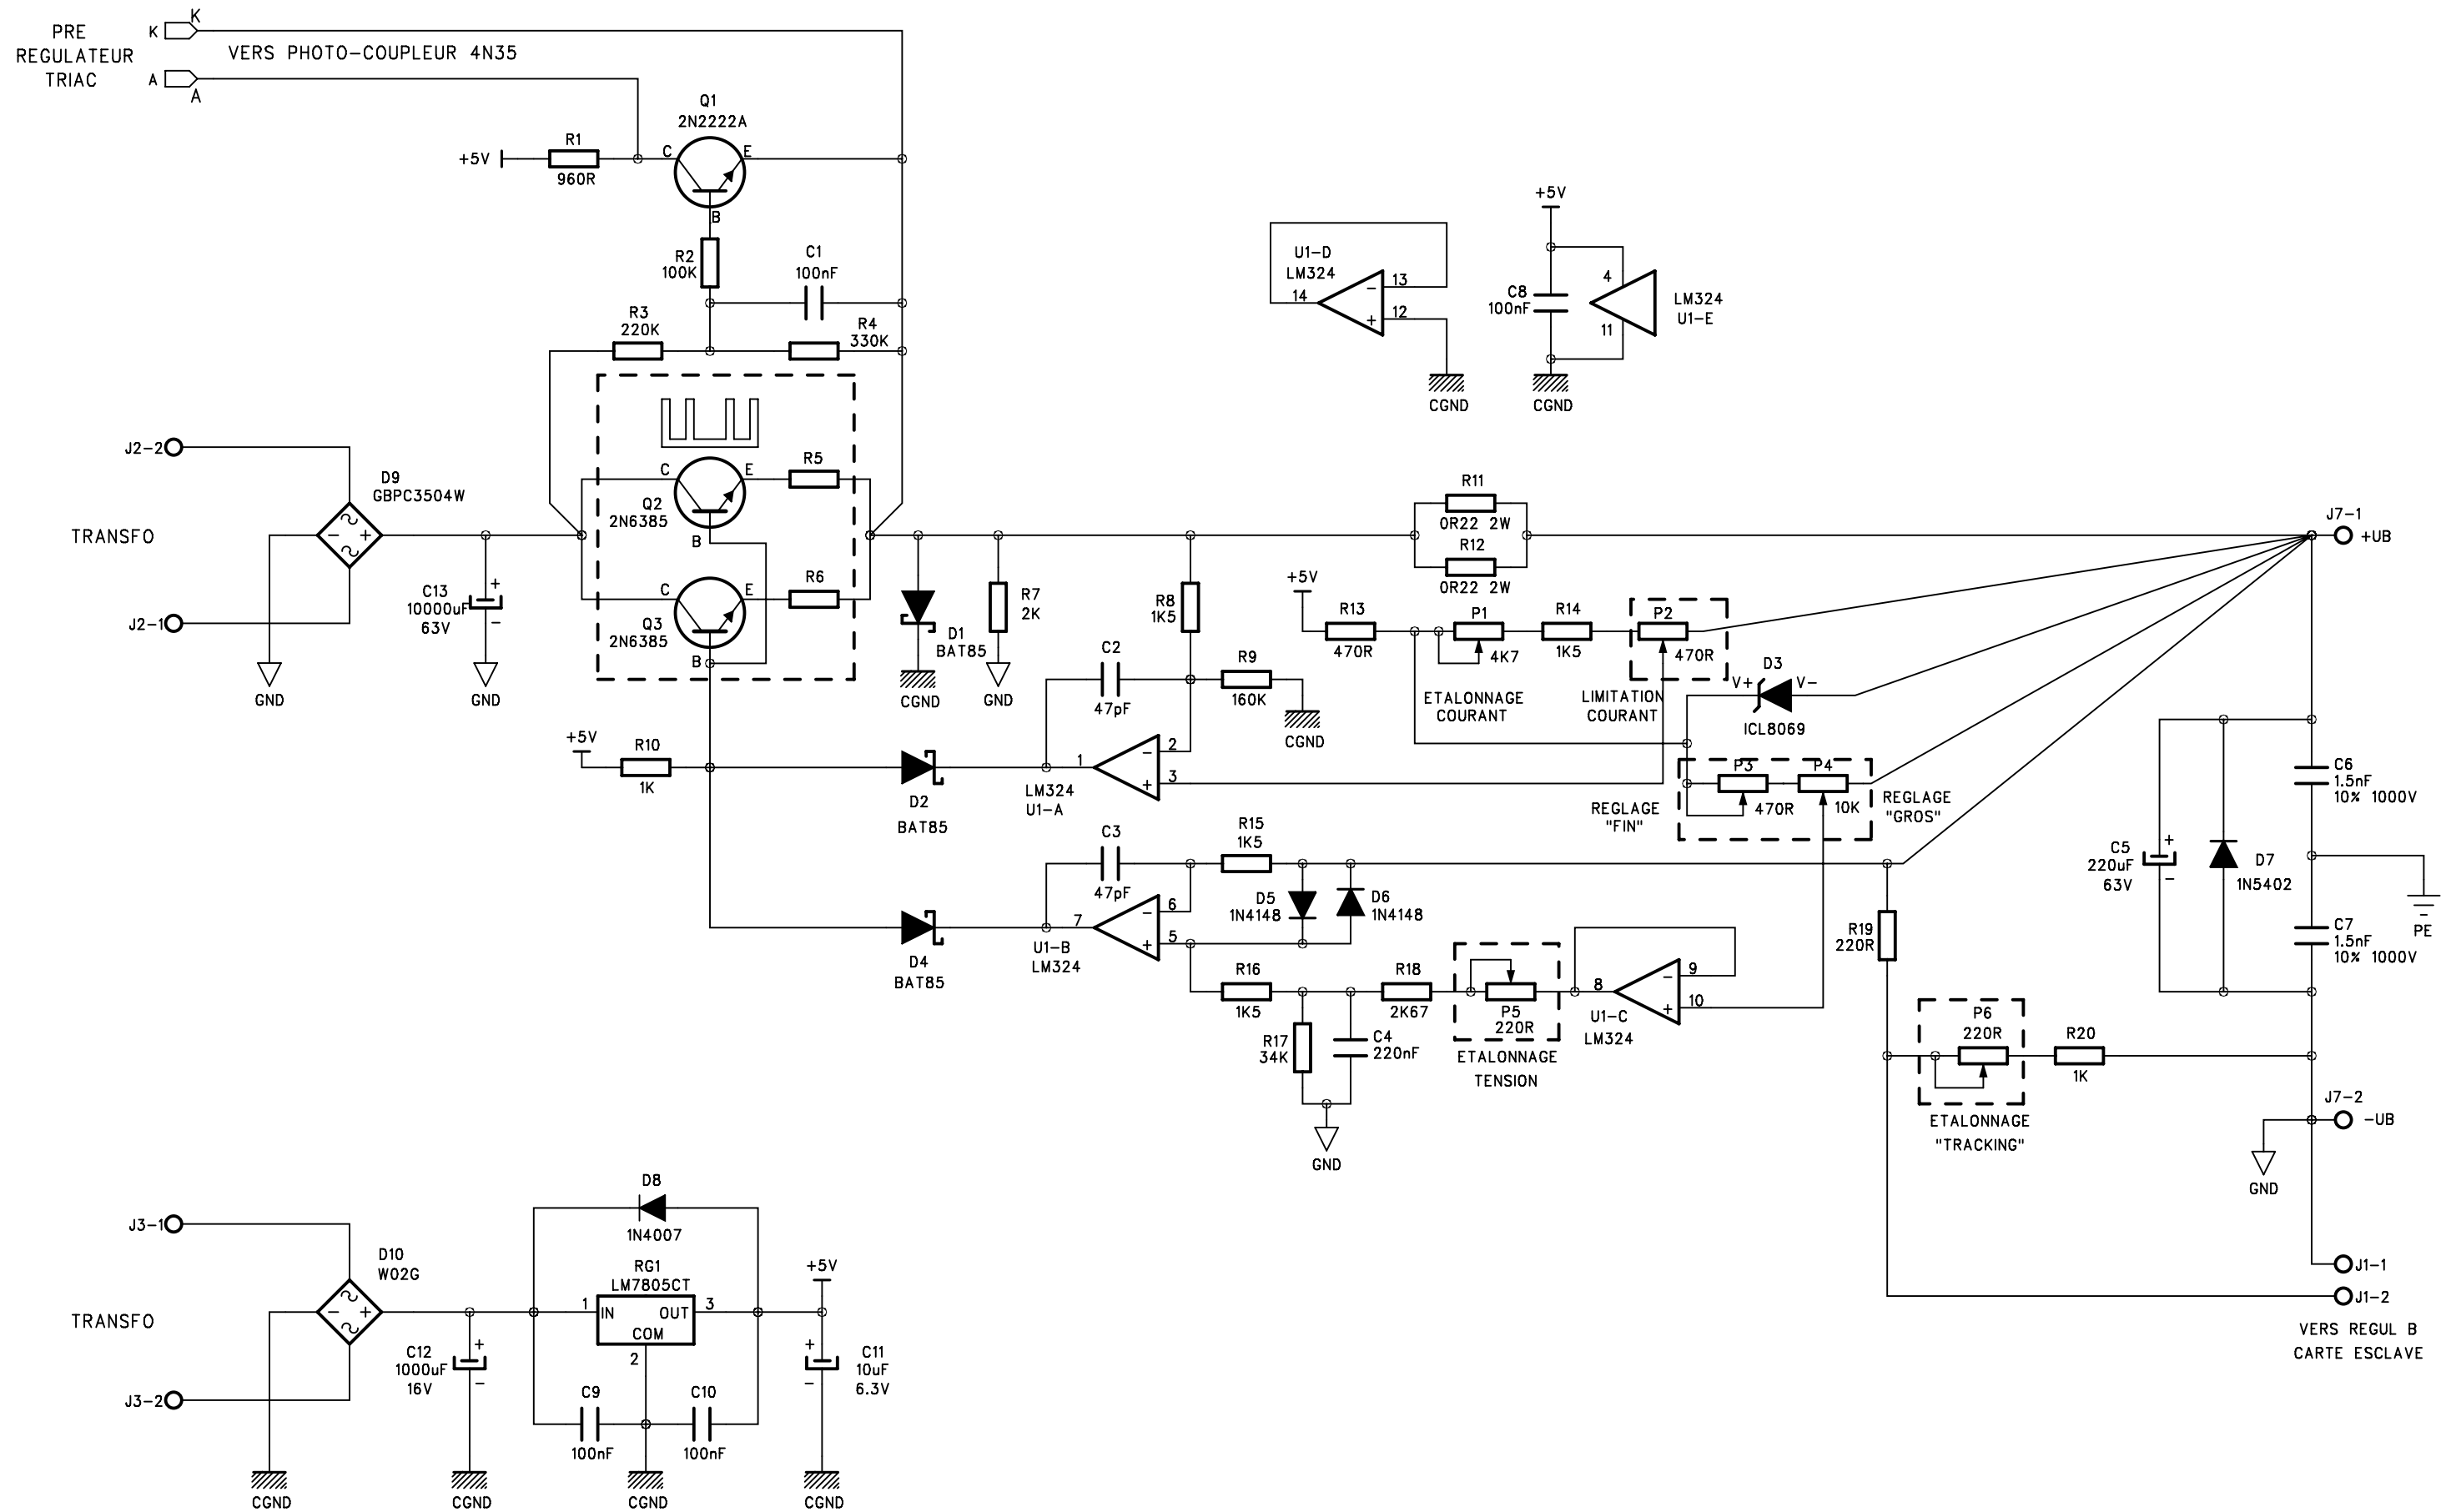 PRE
REGULATEUR
TRIAC
K
K
A
A
VERS PHOTO-COUPLEUR 4N35
Q1
2N2222A
C
E
B
+5V
R1
960R
R2
100K
C1
100nF
R3
220K
R4
330K
U1-D
LM324
14
13
12
-
+
CGND
+5V
C8
100nF
4
11
LM324
U1-E
CGND
J2-2
TRANSFO
J2-1
D9
GBPC3504W
-
+
GND
C13
10000uF
63V
+
-
GND
Q2
2N6385
C
E
B
R5
Q3
2N6385
C
E
B
R6
D1
BAT85
CGND
R7
2K
GND
R8
1K5
C2
47pF
R9
160K
CGND
R11
0R22 2W
R12
0R22 2W
+5V
R13
470R
P1
4K7
ETALONNAGE
COURANT
R14
1K5
P2
470R
LIMITATION
COURANT
D3
V+
V-
ICL8069
J7-1
+UB
+5V
R10
1K
D2
BAT85
1
2
3
-
+
LM324
U1-A
P3
470R
P4
10K
REGLAGE
"FIN"
REGLAGE
"GROS"
C6
1.5nF
10% 1000V
C5
220uF
63V
+
-
D7
1N5402
C7
1.5nF
10% 1000V
PE
C3
47pF
R15
1K5
D5
1N4148
D6
1N4148
D4
BAT85
7
6
5
-
+
U1-B
LM324
R16
1K5
R17
34K
C4
220nF
GND
R18
2K67
P5
220R
ETALONNAGE
TENSION
8
9
10
-
+
U1-C
LM324
R19
220R
P6
220R
R20
1K
ETALONNAGE
"TRACKING"
J7-2
-UB
GND
J1-1
J1-2
VERS REGUL B
CARTE ESCLAVE
J3-1
TRANSFO
J3-2
D10
W02G
-
+
CGND
C12
1000uF
16V
+
-
CGND
D8
1N4007
RG1
LM7805CT
1
IN
OUT
3
COM
2
C9
100nF
C10
100nF
CGND
+5V
C11
10uF
6.3V
+
-
CGND